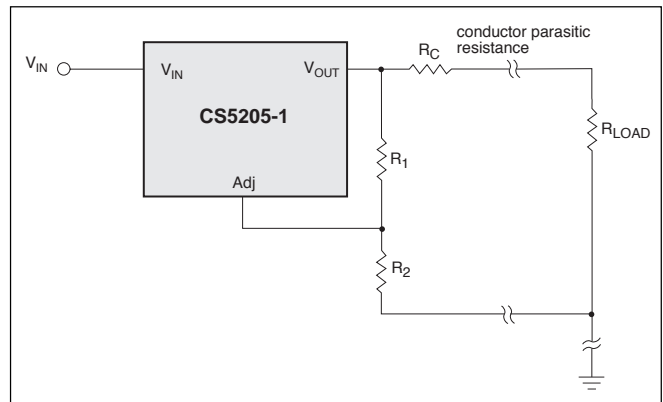 conductor parasitic
resistance
R_C
V_IN
V_IN
V_OUT
CS5205-1
R_LOAD
R_1
Adj
R_2